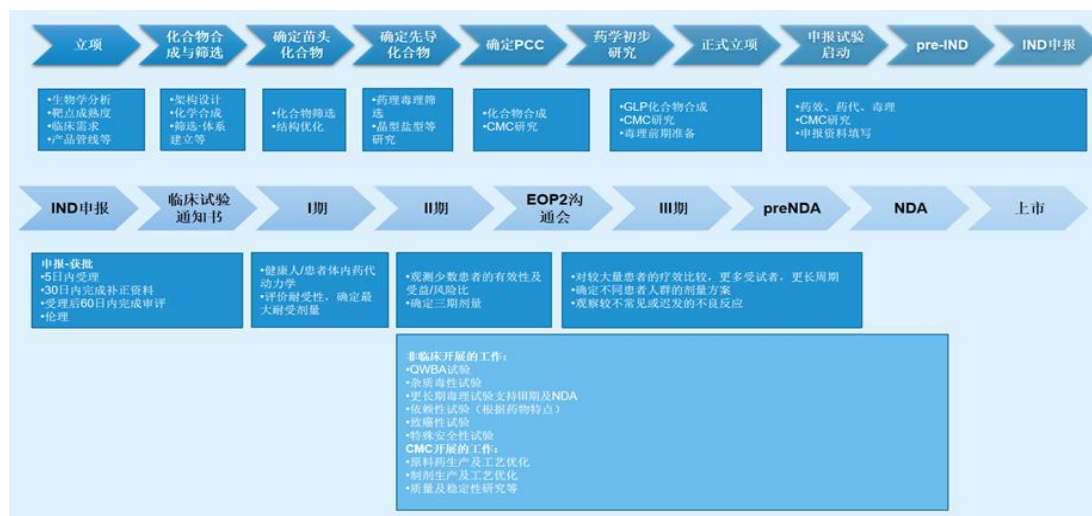 立项
化合物合
成与筛选
确定苗头
化合物
确定先导
化合物
确定PCC
药学初步
研究
正式立项
申报试验
启动
pre-IND
IND申报
•生物学分析
•靶点成熟度
•临床需求
•产品管线等
•架构设计
•化学合成
•筛选-体系
建立等
•化合物筛选
•结构优化
•药理毒理筛
选
•晶型盐型等
研究
•化合物合成
•CMC研究
•GLP化合物合成
•CMC研究
•毒理前期准备
•药效、药代、毒理
•CMC研究
•申报资料填写
IND申报
临床试验
通知书
I期
II期
EOP2沟
通会
III期
preNDA
NDA
上市
申报-获批
•5日内受理
•30日内完成补正资料
•受理后60日内完成审评
•伦理
•健康人/患者体内药代
动力学
•评价耐受性，确定最
大耐受剂量
•观测少数患者的有效性及
受益/风险比
•确定三期剂量
•对较大量患者的疗效比较，更多受试者，更长周期
•确定不同患者人群的剂量方案
•观察较不常见或迟发的不良反应
非临床开展的工作：
•QWBA试验
•杂质毒性试验
•更长期毒理试验支持III期及NDA
•依赖性试验（根据药物特点）
•致癌性试验
•特殊安全性试验
CMC开展的工作：
•原料药生产及工艺优化
•制剂生产及工艺优化
•质量及稳定性研究等